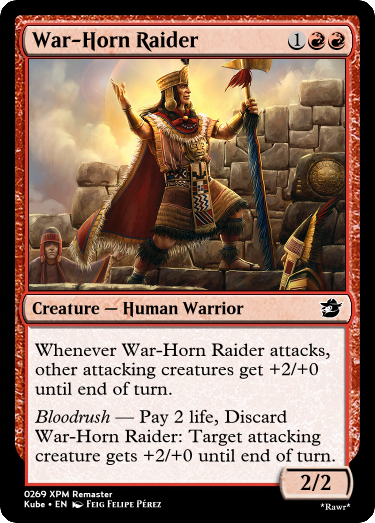 War-Horn Raider 1
Creature — Human Warrior
Whenever War-Horn Raider attacks,
other attacking creatures get +2/+0
until end of turn.
Bloodrush — Pay 2 life, Discard
War-Horn Raider: Target attacking
creature gets +2/+0 until end of turn.
2/2
0269 XPM Remaster
Kube • EN Feig Felipe Pérez
*Rawr*